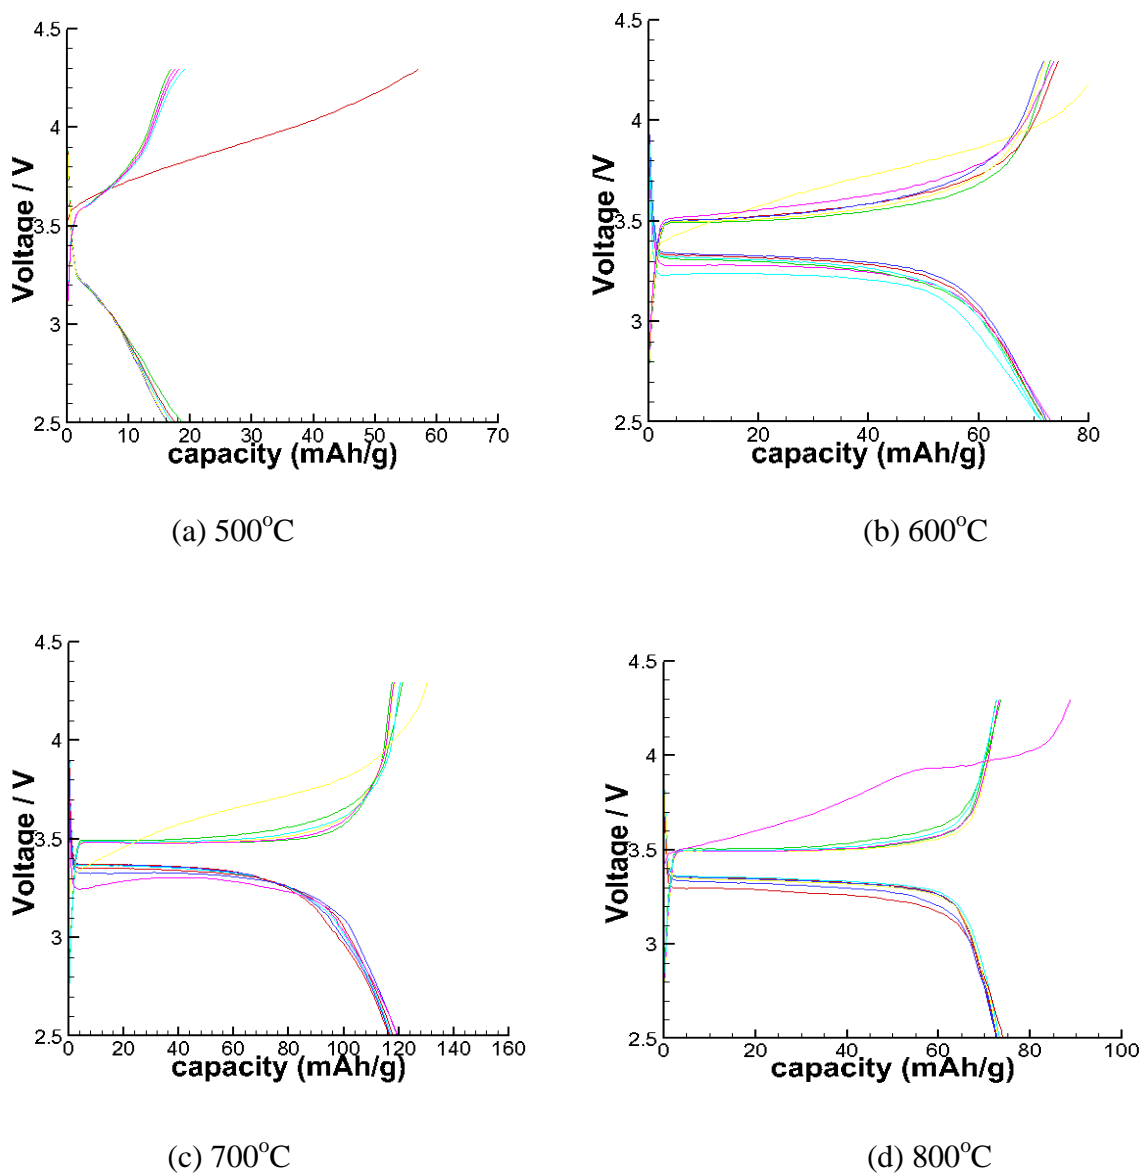 4.5
4
3.5
3
2.5
Voltage / V
0 10 20 30 40 50 60 70
capacity (mAh/g)
(a) 500°C
4.5
4
3.5
3
2.5
Voltage /V
0 20 40 60 80
capacity (mAh/g)
(b) 600°C
4.5
4
3.5
3
2.5
Voltage / V
0 20 40 60 80 100 120 140 160
capacity (mAh/g)
(c) 700°C
4.5
4
3.5
3
2.5
Voltage / V
0 20 40 60 80 100
capacity (mAh/g)
(d) 800°C